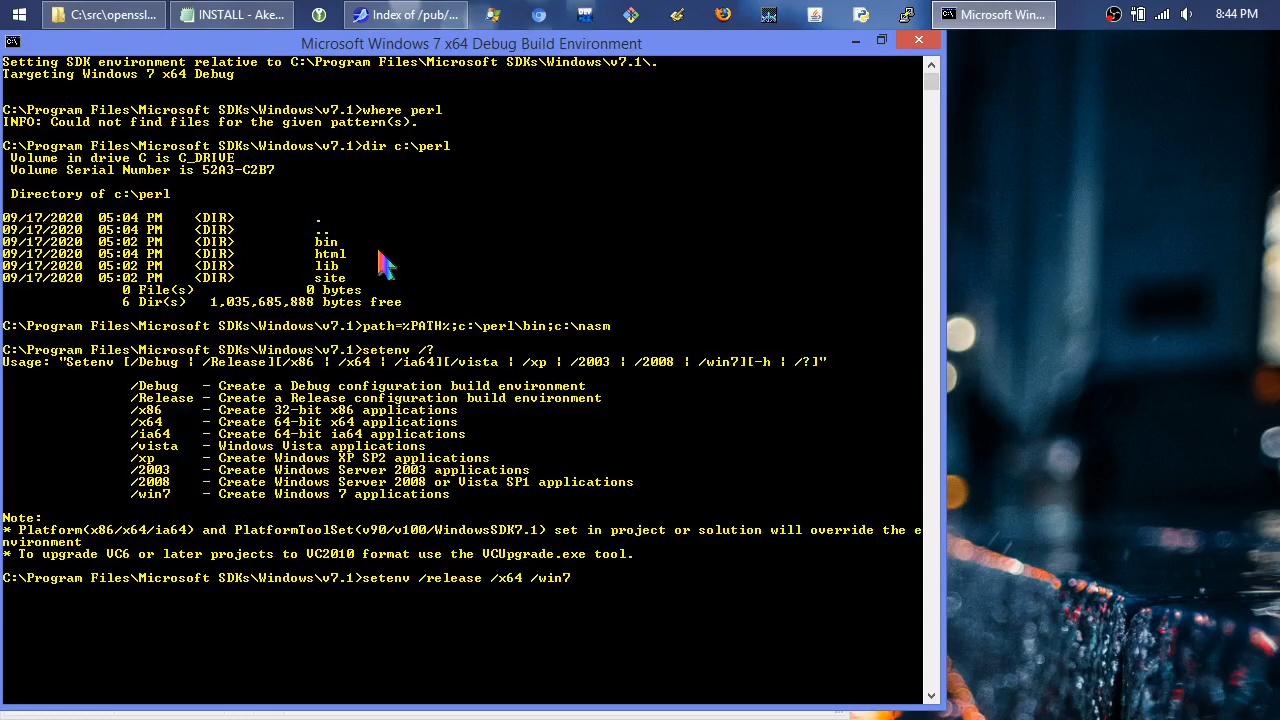 C:\src\openssl...
INSTALL - Ake...
Index of /pub/...
Microsoft Win...
8:44 PM
Microsoft Windows 7 x64 Debug Build Environment
Setting SDK environment relative to C:\Program Files\Microsoft SDKs\Windows\v7.1\.
Targeting Windows 7 x64 Debug
C:\Program Files\Microsoft SDKs\Windows\v7.1>where perl
INFO: Could not find files for the given pattern(s).
C:\Program Files\Microsoft SDKs\Windows\v7.1>dir c:\perl
Volume in drive C is C_DRIVE
Volume Serial Number is 52A3-C2B7
Directory of c:\perl
09/17/2020  05:04 PM    <DIR>          .
09/17/2020  05:04 PM    <DIR>          ..
09/17/2020  05:02 PM    <DIR>          bin
09/17/2020  05:04 PM    <DIR>          html
09/17/2020  05:02 PM    <DIR>          lib
09/17/2020  05:02 PM    <DIR>          site
0 File(s)              0 bytes
6 Dir(s)   1,035,685,888 bytes free
C:\Program Files\Microsoft SDKs\Windows\v7.1>path=%PATH%;c:\perl\bin;c:\nasm
C:\Program Files\Microsoft SDKs\Windows\v7.1>setenv /?
Usage: "Setenv [/Debug | /Release][/x86 | /x64 | /ia64][/vista | /xp | /2003 | /2008 | /win7][-h | /?]"
/Debug   - Create a Debug configuration build environment
/Release - Create a Release configuration build environment
/x86     - Create 32-bit x86 applications
/x64     - Create 64-bit x64 applications
/ia64    - Create 64-bit ia64 applications
/vista   - Windows Vista applications
/xp      - Create Windows XP SP2 applications
/2003    - Create Windows Server 2003 applications
/2008    - Create Windows Server 2008 or Vista SP1 applications
/win7    - Create Windows 7 applications
Note:
* Platform(x86/x64/ia64) and PlatformToolSet(v90/v100/WindowsSDK7.1) set in project or solution will override the e
nvironment
* To upgrade VC6 or later projects to VC2010 format use the VCUpgrade.exe tool.
C:\Program Files\Microsoft SDKs\Windows\v7.1>setenv /release /x64 /win7